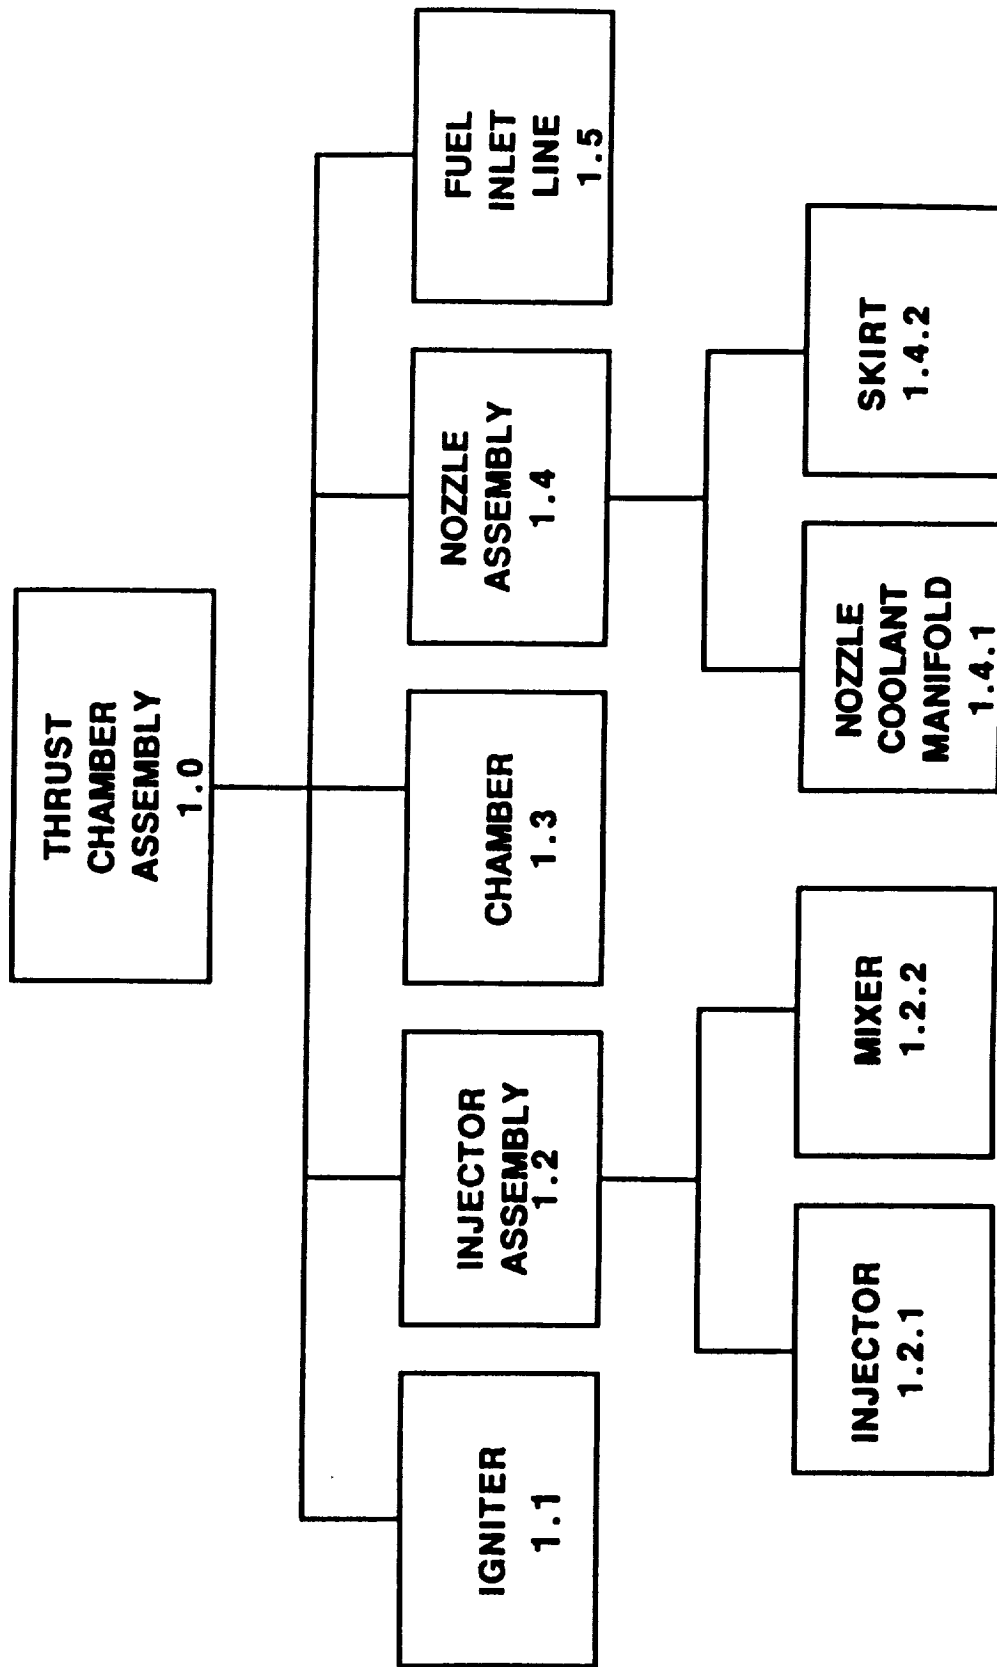 THRUST
CHAMBER
ASSEMBLY
1.0
IGNITER
1.1
INJECTOR
ASSEMBLY
1.2
CHAMBER
1.3
NOZZLE
ASSEMBLY
1.4
FUEL
INLET
LINE
1.5
INJECTOR
1.2.1
MIXER
1.2.2
NOZZLE
COOLANT
MANIFOLD
1.4.1
SKIRT
1.4.2